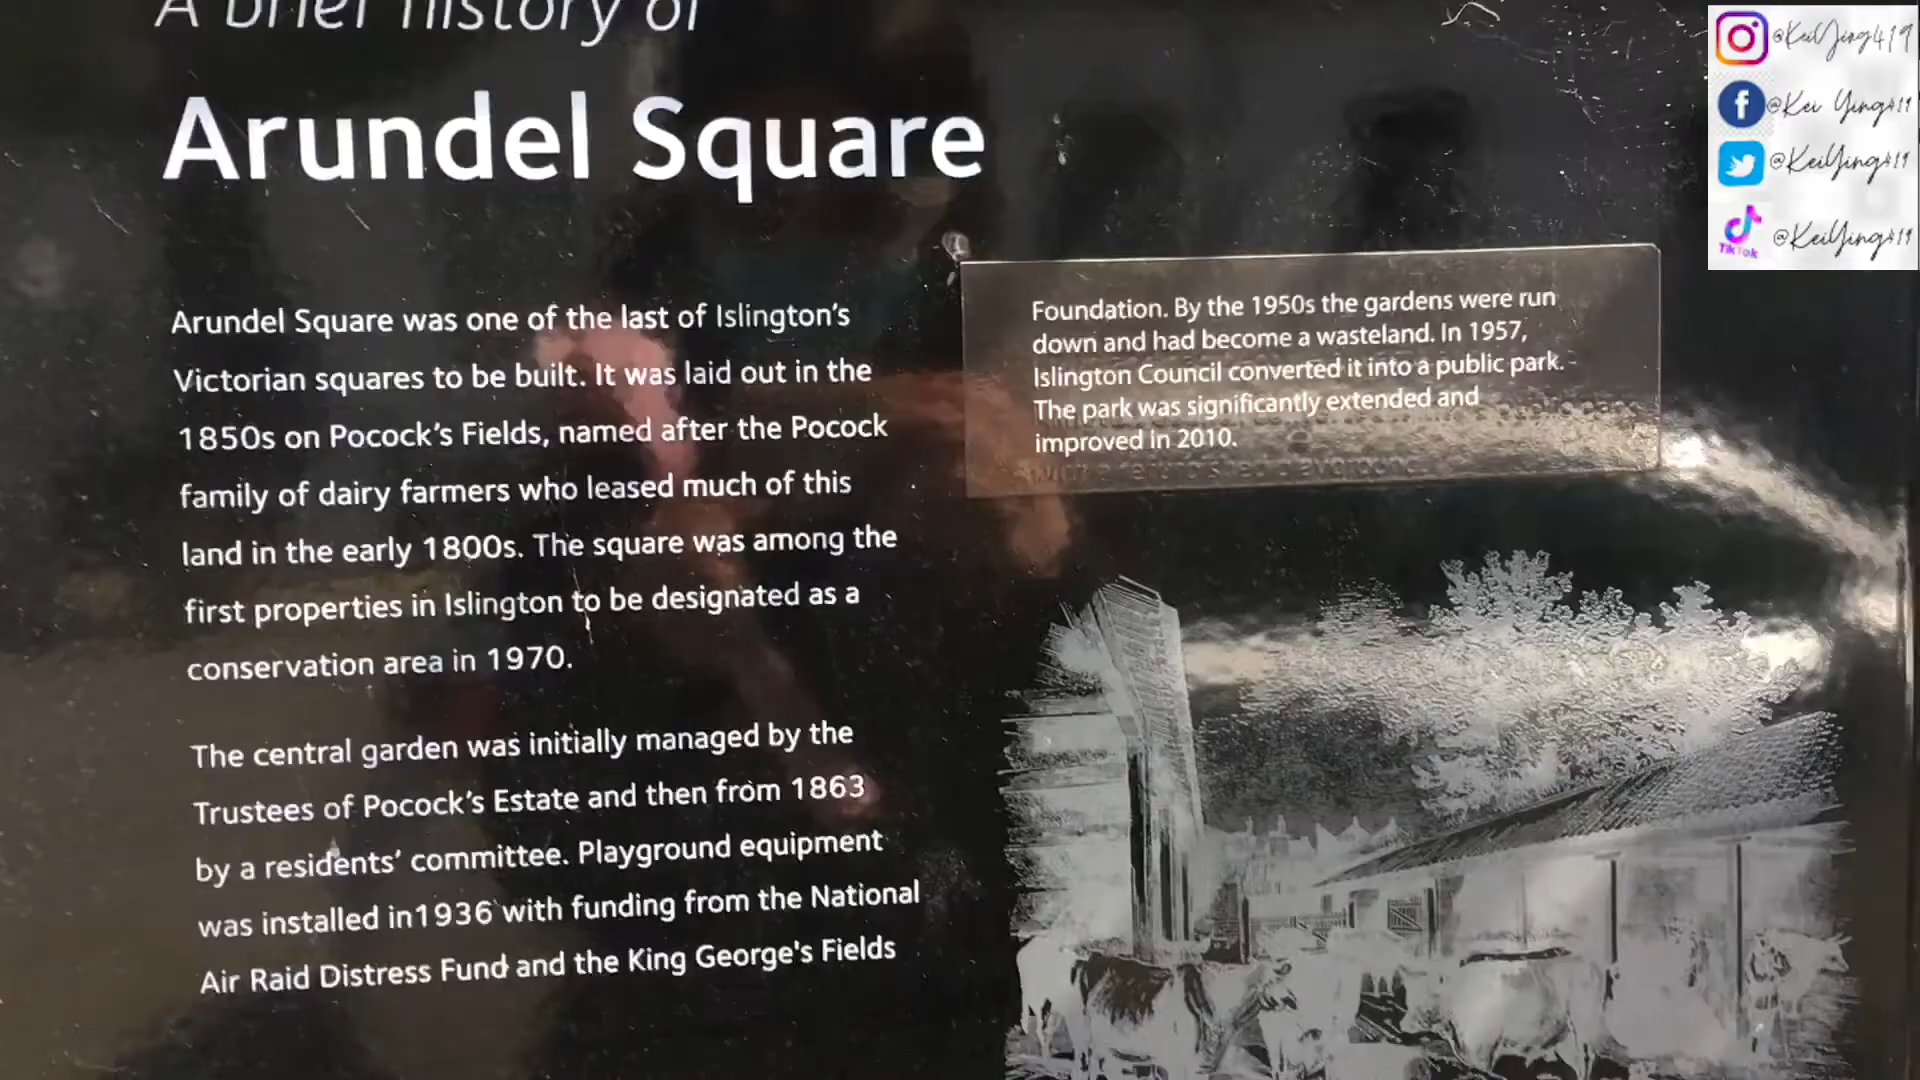 A brief history of
Arundel Square
Arundel Square was one of the last of Islington's
Victorian squares to be built. It was laid out in the
1850s on Pocock's Fields, named after the Pocock
family of dairy farmers who leased much of this
land in the early 1800s. The square was among the
first properties in Islington to be designated as a
conservation area in 1970.
The central garden was initially managed by the
Trustees of Pocock's Estate and then from 1863
by a residents' committee. Playground equipment
was installed in1936 with funding from the National
Air Raid Distress Fund and the King George's Fields
Foundation. By the 1950s the gardens were run
down and had become a wasteland. In 1957,
Islington Council converted it into a public park.
The park was significantly extended and
improved in 2010.
@KeiYing419
@Kei Ying419
@KeiYing419
TikTok
@KeiYing419